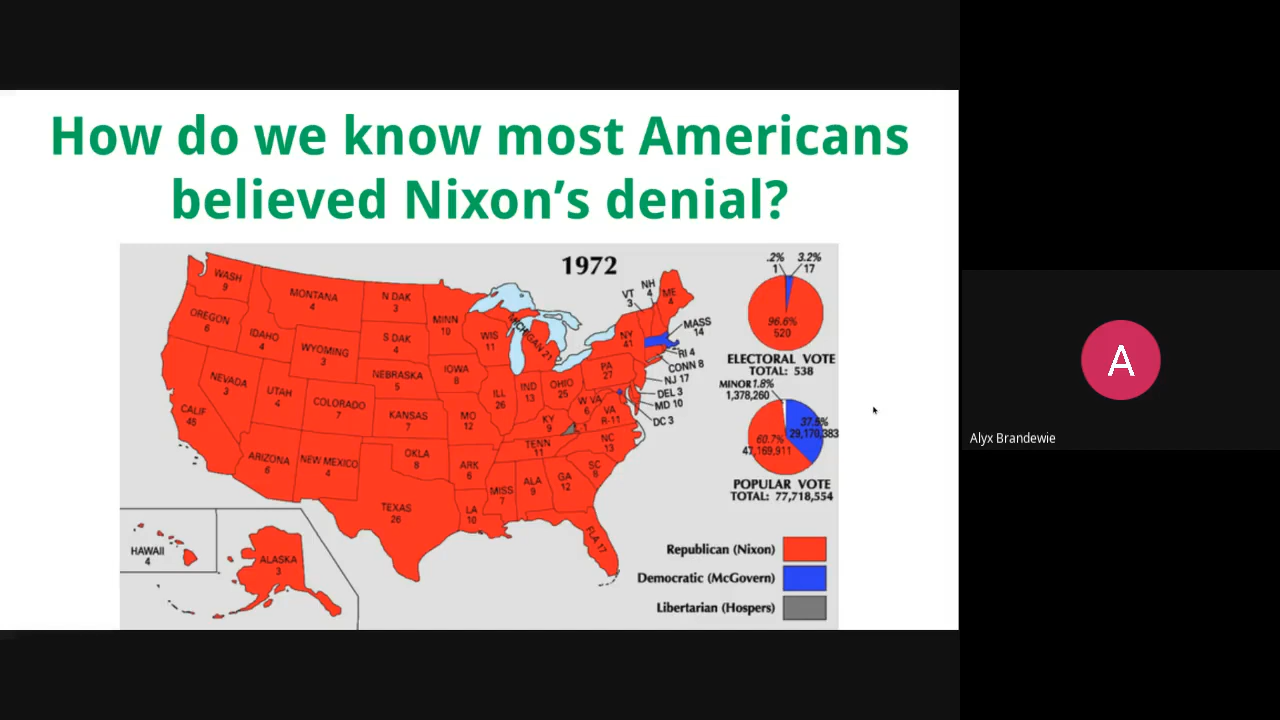 How do we know most Americans
believed Nixon's denial?
1972
WASH
9
OREGON
6
CALIF
45
NEVADA
3
IDAHO
4
MONTANA
4
WYOMING
3
UTAH
4
COLORADO
7
ARIZONA
6
NEW MEXICO
4
N DAK
3
S DAK
4
NEBRASKA
5
KANSAS
7
OKLA
8
TEXAS
26
MINN
10
IOWA
8
MO
12
ARK
6
LA
10
WIS
11
ILL
26
MICHIGAN 21
IND
13
OHIO
25
KY
9
TENN
11
MISS
7
ALA
9
GA
12
FLA 17
SC
8
NC
13
VA
R-11
L 1
W VA
6
PA
27
NY
41
VT
3
NH
4
ME
4
MASS
14
RI 4
CONN 8
NJ 17
DEL 3
MD 10
DC 3
HAWAII
4
ALASKA
3
.2%
1
3.2%
17
96.6%
520
ELECTORAL VOTE
TOTAL: 538
MINOR 1.8%
1,378,260
37.5%
29,170,383
60.7%
47,169,911
POPULAR VOTE
TOTAL: 77,718,554
Republican (Nixon)
Democratic (McGovern)
Libertarian (Hospers)
A
Alyx Brandewie